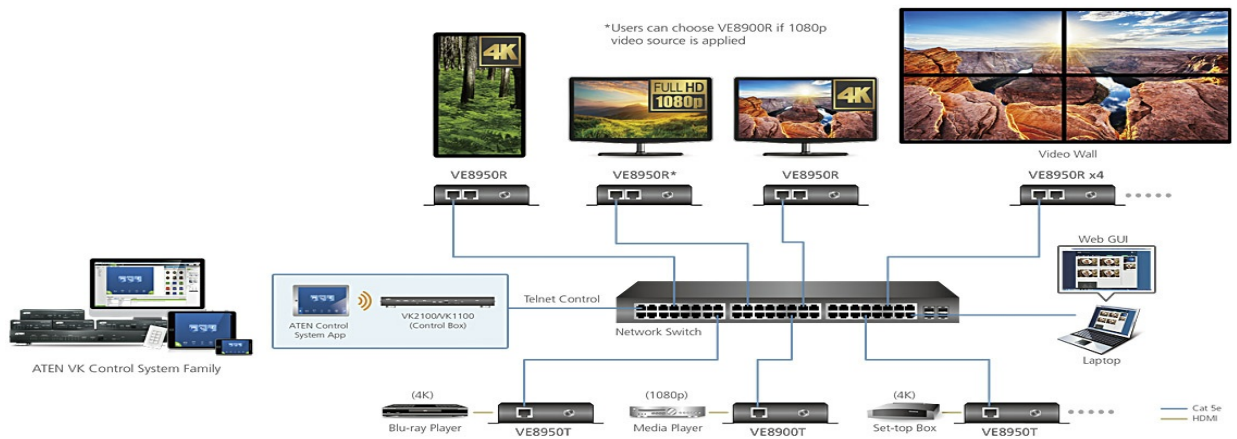 *Users can choose VE8900R if 1080p
video source is applied
4K
FULL HD
1080p
4K
Video Wall
VE8950R
VE8950R*
VE8950R
VE8950R x4
Web GUI
Telnet Control
ATEN Control
System App
VK2100/VK1100
(Control Box)
Network Switch
Laptop
ATEN VK Control System Family
(4K)
(1080p)
(4K)
Blu-ray Player
VE8950T
Media Player
VE8900T
Set-top Box
VE8950T
Cat 5e
HDMI